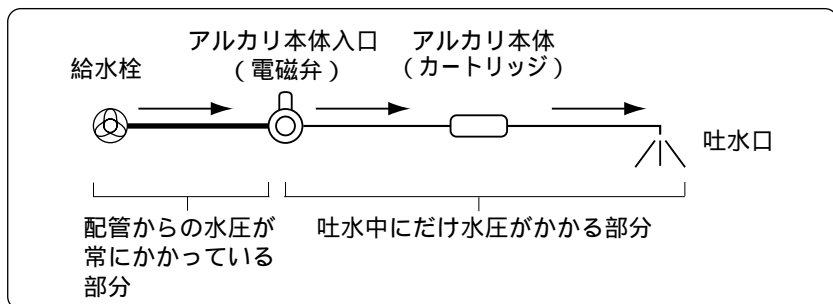 アルカリ本体入口
（電磁弁）
アルカリ本体
（カートリッジ）
給水栓
吐水口
配管からの水圧が
常にかかっている
部分
吐水中にだけ水圧がかかる部分